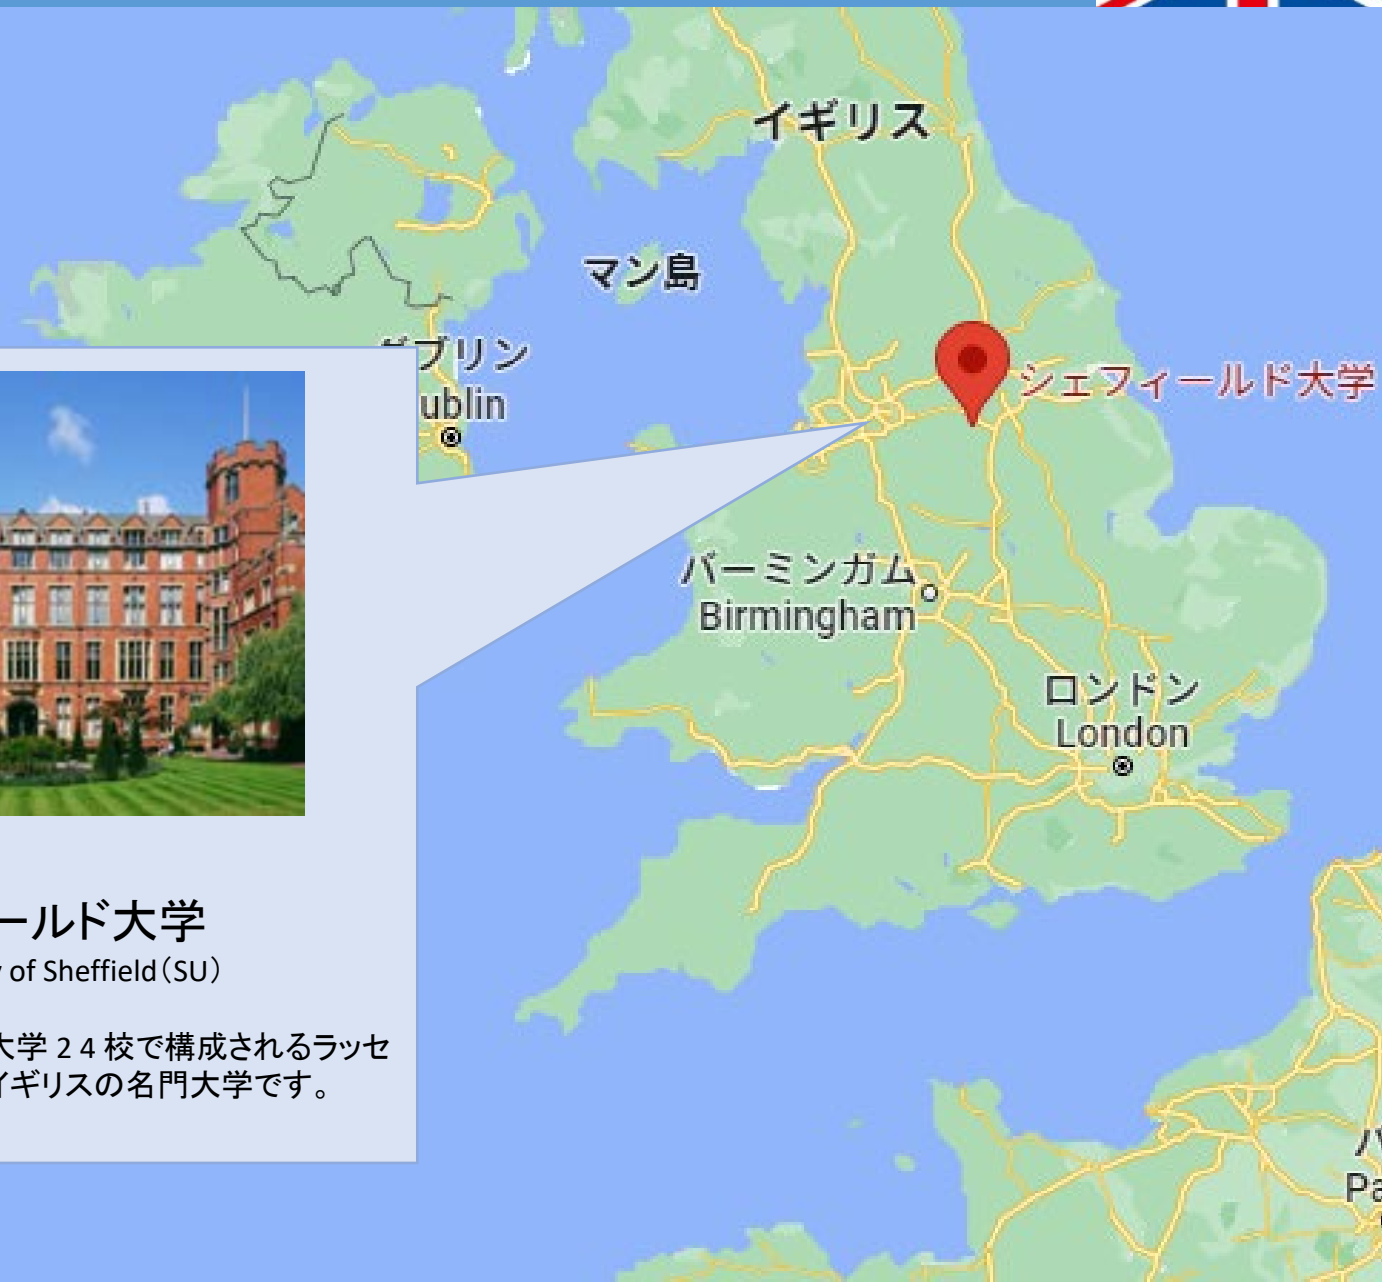 イギリス
マン島
ブリン
ublin
シェフィールド大学
バーミンガム
Birmingham
ロンドン
London
ールド大学
of Sheffield(SU)
大学24校で構成されるラッセ
イギリスの名門大学です。
パ
Pa